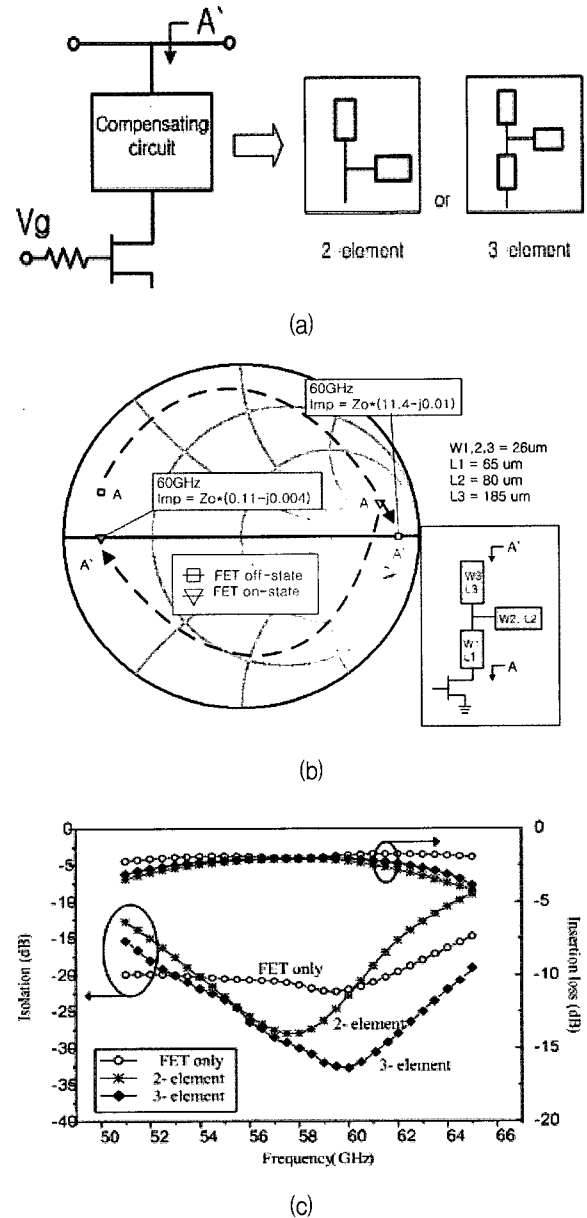 A`
Compensating
circuit
Vg
or
2-element
3-element
(a)
60GHz
Imp = Zo*(11.4-j0.01)
W1,2,3 = 26um
L1 = 65 um
L2 = 80 um
L3 = 185 um
A
60GHz
Imp = Zo*(0.11-j0.004)
A
A`
A`
FET off-state
FET on-state
A`
W3
L3
W2, L2
W1
L1
A
(b)
0
-5
-10
-15
-20
-25
-30
-35
-40
Isolation (dB)
0
-5
-10
-15
-20
Insertion loss (dB)
FET only
2- element
3- element
FET only
2- element
3- element
50 52 54 56 58 60 62 64 66
Frequency(GHz)
(c)